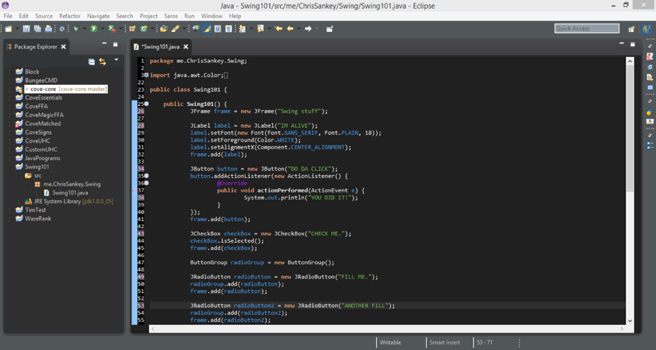 Java - Swing101/src/me/ChrisSankey/Swing/Swing101.java - Eclipse
File Edit Source Refactor Navigate Search Project Saros Run Window Help
Quick Access
Package Explorer
*Swing101.java
Block
BungeeCMD
> cove-core [cove-core master]
CoveEssentials
CoveFFA
CoveMagicFFA
CoveMatched
CoveSigns
CoveUHC
CustomUHC
JavaPrograms
Swing101
src
me.ChrisSankey.Swing
Swing101.java
JRE System Library [jdk1.8.0_05]
TimTest
WazeRank
1 package me.ChrisSankey.Swing;
2
3 import java.awt.Color;
22
23 public class Swing101 {
24
25 public Swing101() {
26 JFrame frame = new JFrame("Swing stuff");
27
28 JLabel label = new JLabel("IM ALIVE");
29 label.setFont(new Font(Font.SANS_SERIF, Font.PLAIN, 18));
30 label.setForeground(Color.WHITE);
31 label.setAlignmentX(Component.CENTER_ALIGNMENT);
32 frame.add(label);
33
34 JButton button = new JButton("DO DA CLICK");
35 button.addActionListener(new ActionListener() {
36 @Override
37 public void actionPerformed(ActionEvent e) {
38 System.out.println("YOU DID IT!");
39 }
40 });
41 frame.add(button);
42
43 JCheckBox checkBox = new JCheckBox("CHECK ME.");
44 checkBox.isSelected();
45 frame.add(checkBox);
46
47 ButtonGroup radioGroup = new ButtonGroup();
48
49 JRadioButton radioButton = new JRadioButton("FILL ME.");
50 radioGroup.add(radioButton);
51 frame.add(radioButton);
52
53 JRadioButton radioButton2 = new JRadioButton("ANOTHER FILL");
54 radioGroup.add(radioButton2);
55 frame.add(radioButton2);
Writable Smart Insert 53 : 71